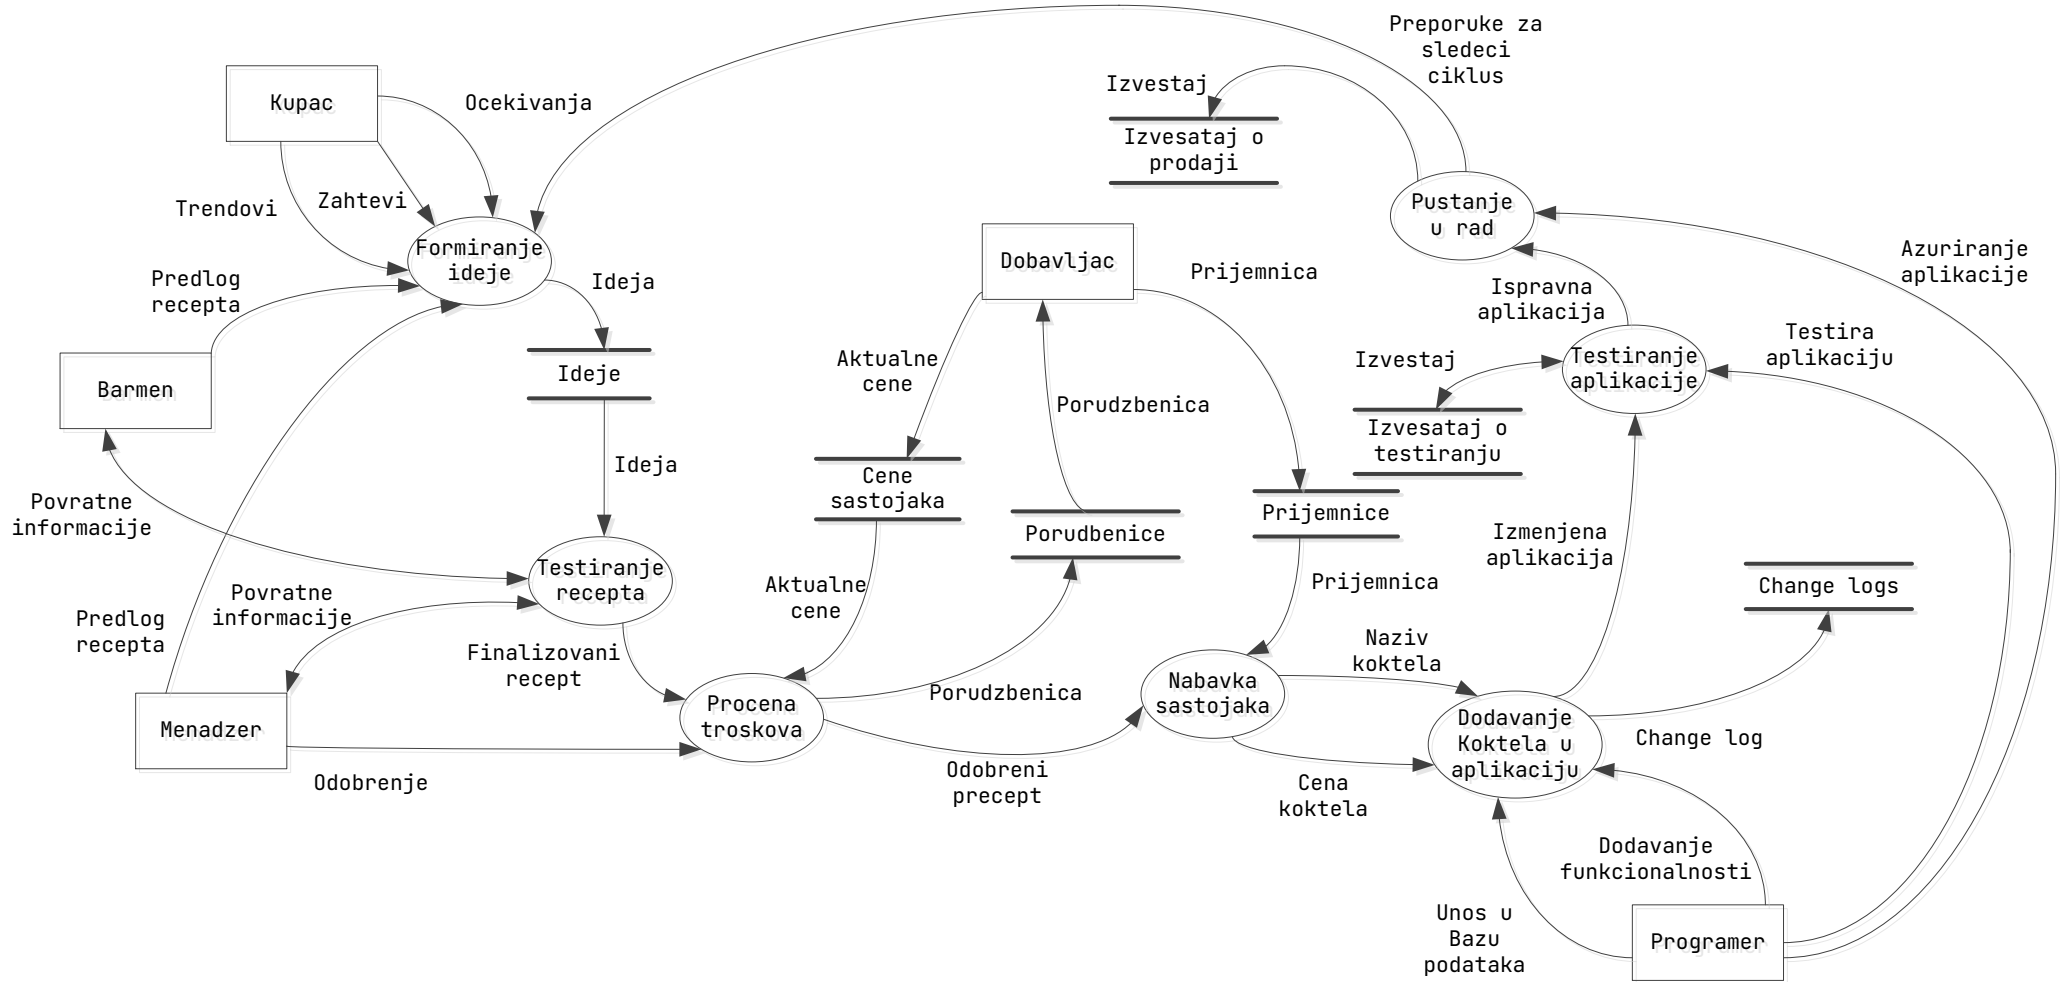 Preporuke za
sledeci
ciklus
Izvestaj
Kupac
Ocekivanja
Izvesataj o
prodaji
Trendovi
Zahtevi
Pustanje
u rad
Formiranje
ideje
Azuriranje
aplikacije
Dobavljac
Prijemnica
Predlog
recepta
Ideja
Ispravna
aplikacija
Testira
aplikaciju
Aktualne
cene
Izvestaj
Testiranje
aplikacije
Ideje
Barmen
Porudzbenica
Izvesataj o
testiranju
Ideja
Cene
sastojaka
Povratne
informacije
Prijemnice
Porudbenice
Izmenjena
aplikacija
Testiranje
recepta
Aktualne
cene
Prijemnica
Change logs
Povratne
informacije
Predlog
recepta
Finalizovani
recept
Naziv
koktela
Porudzbenica
Nabavka
sastojaka
Menadzer
Procena
troskova
Dodavanje
Koktela u
aplikaciju
Change log
Odobrenje
Odobreni
precept
Cena
koktela
Dodavanje
funkcionalnosti
Unos u
Bazu
podataka
Programer